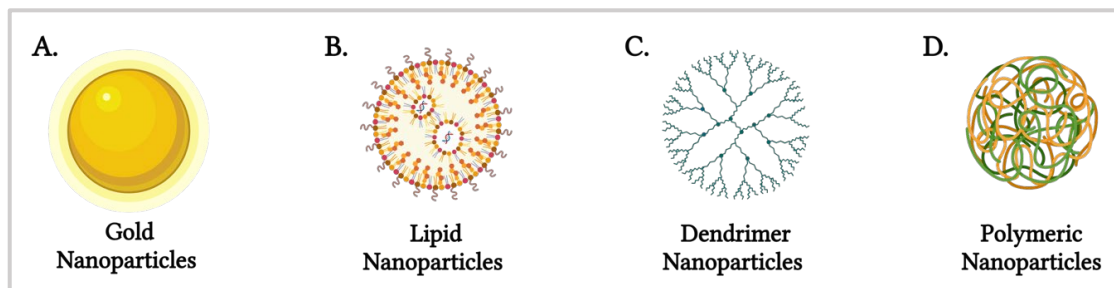 A.
B.
C.
D.
Gold
Nanoparticles
Lipid
Nanoparticles
Dendrimer
Nanoparticles
Polymeric
Nanoparticles